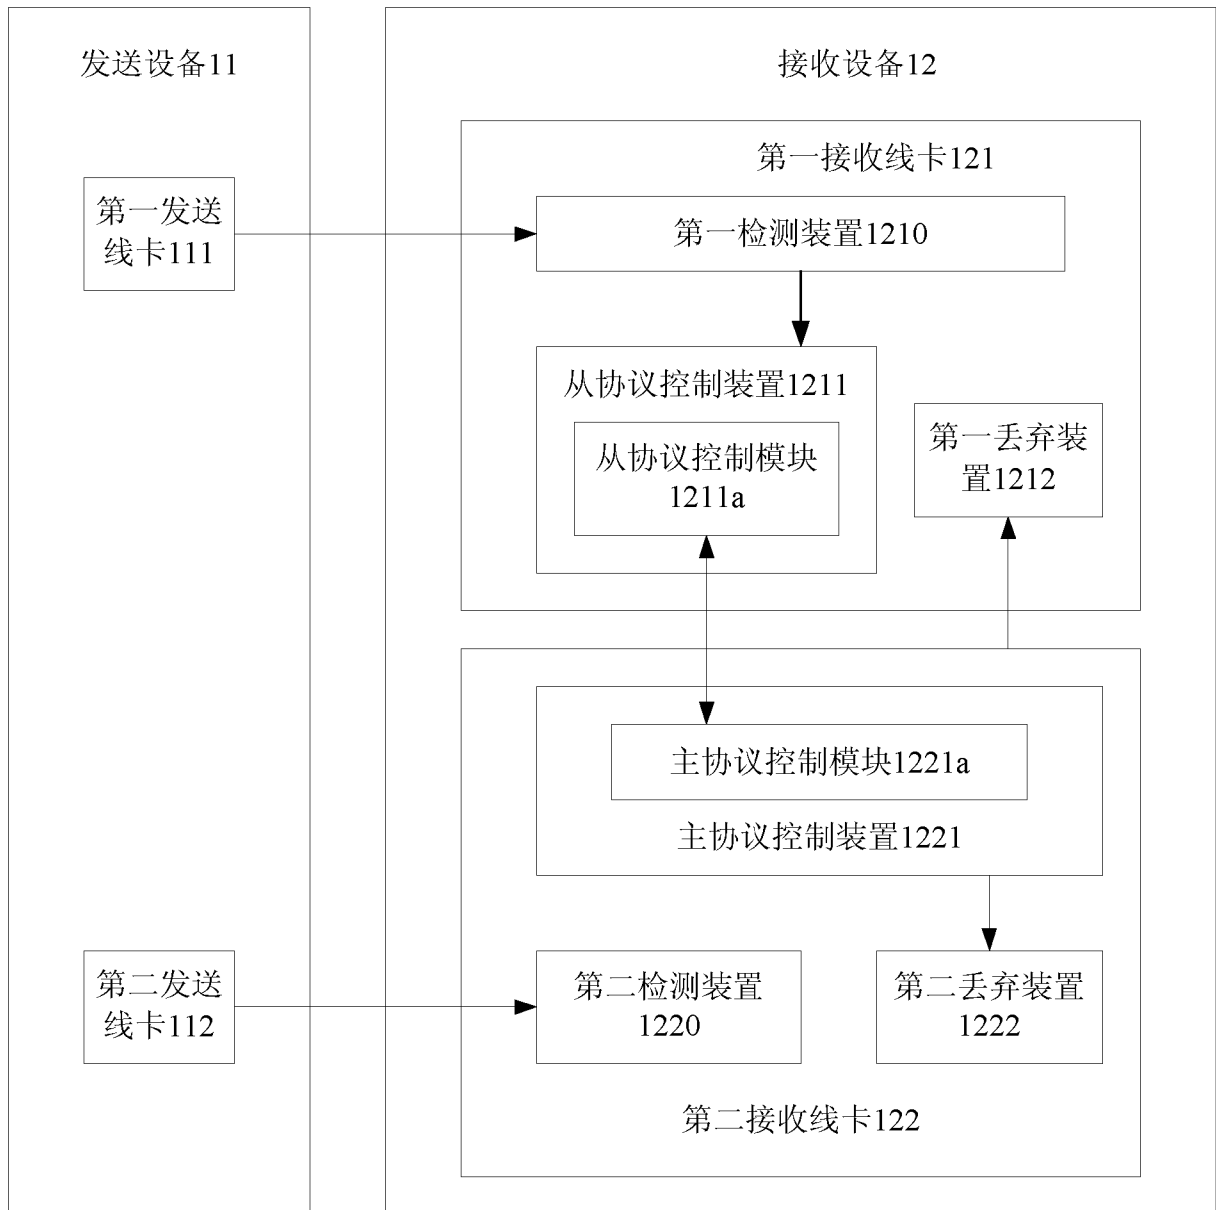 发送设备11
接收设备12
第一接收线卡121
第一发送
线卡111
第一检测装置1210
从协议控制装置1211
从协议控制模块
1211a
第一丢弃装
置1212
主协议控制模块1221a
主协议控制装置1221
第二发送
线卡112
第二检测装置
1220
第二丢弃装置
1222
第二接收线卡122